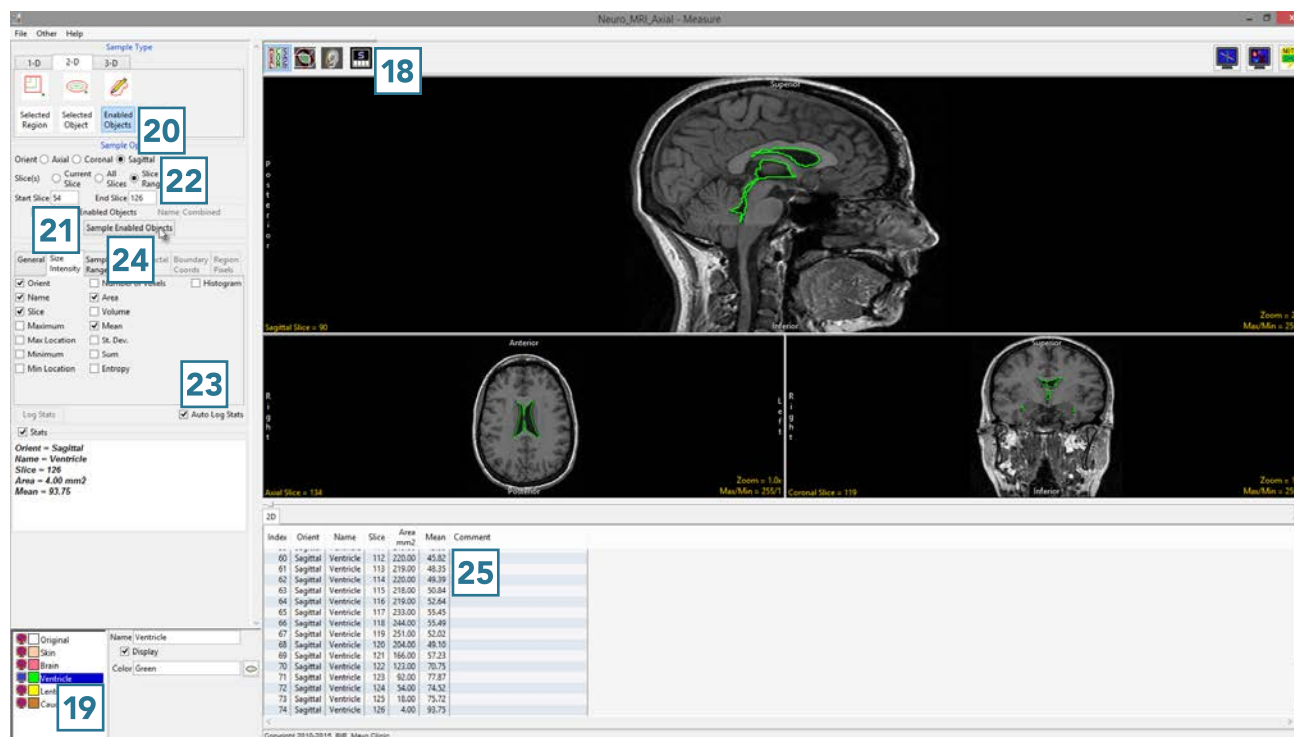 Neuro_MRI_Axial - Measure
File Other Help
Sample Type
1-D 2-D 3-D
Selected Region
Selected Object
Enabled Objects
18
20
Orient Axial Coronal Sagittal
Slice(s) Current Slice All Slices Slice
22
Start Slice 54 End Slice 126
Enabled Objects Name Combined
21
Sample Enabled Objects
24
General Size Intensity
Boundary Coords Region Pixels
Orient Histogram
Name Area
Slice Volume
Maximum Mean
Max Location St. Dev.
Minimum Sum
Min Location Entropy
23
Log Stats Auto Log Stats
Stats
Orient = Sagittal
Name = Ventricle
Slice = 126
Area = 4.00 mm2
Mean = 93.75
Superior
Posterior
Inferior
Sagittal Slice = 90
Anterior
Right
Left
Posterior
Axial Slice = 134
Zoom = 1.0x
Max/Min = 255/1
Superior
Right
Inferior
Coronal Slice = 119
2D
Index Orient Name Slice Area mm2 Mean Comment
60 Sagittal Ventricle 112 220.00 45.82
61 Sagittal Ventricle 113 219.00 48.35
62 Sagittal Ventricle 114 220.00 49.39
63 Sagittal Ventricle 115 218.00 50.84
64 Sagittal Ventricle 116 219.00 52.64
65 Sagittal Ventricle 117 233.00 55.45
66 Sagittal Ventricle 118 244.00 55.49
67 Sagittal Ventricle 119 251.00 52.02
68 Sagittal Ventricle 120 204.00 49.10
69 Sagittal Ventricle 121 166.00 57.23
70 Sagittal Ventricle 122 123.00 70.75
71 Sagittal Ventricle 123 92.00 77.87
72 Sagittal Ventricle 124 54.00 74.52
73 Sagittal Ventricle 125 18.00 75.72
74 Sagittal Ventricle 126 4.00 93.75
25
Original
Skin
Brain
Ventricle
19
Name Ventricle
Display
Color Green